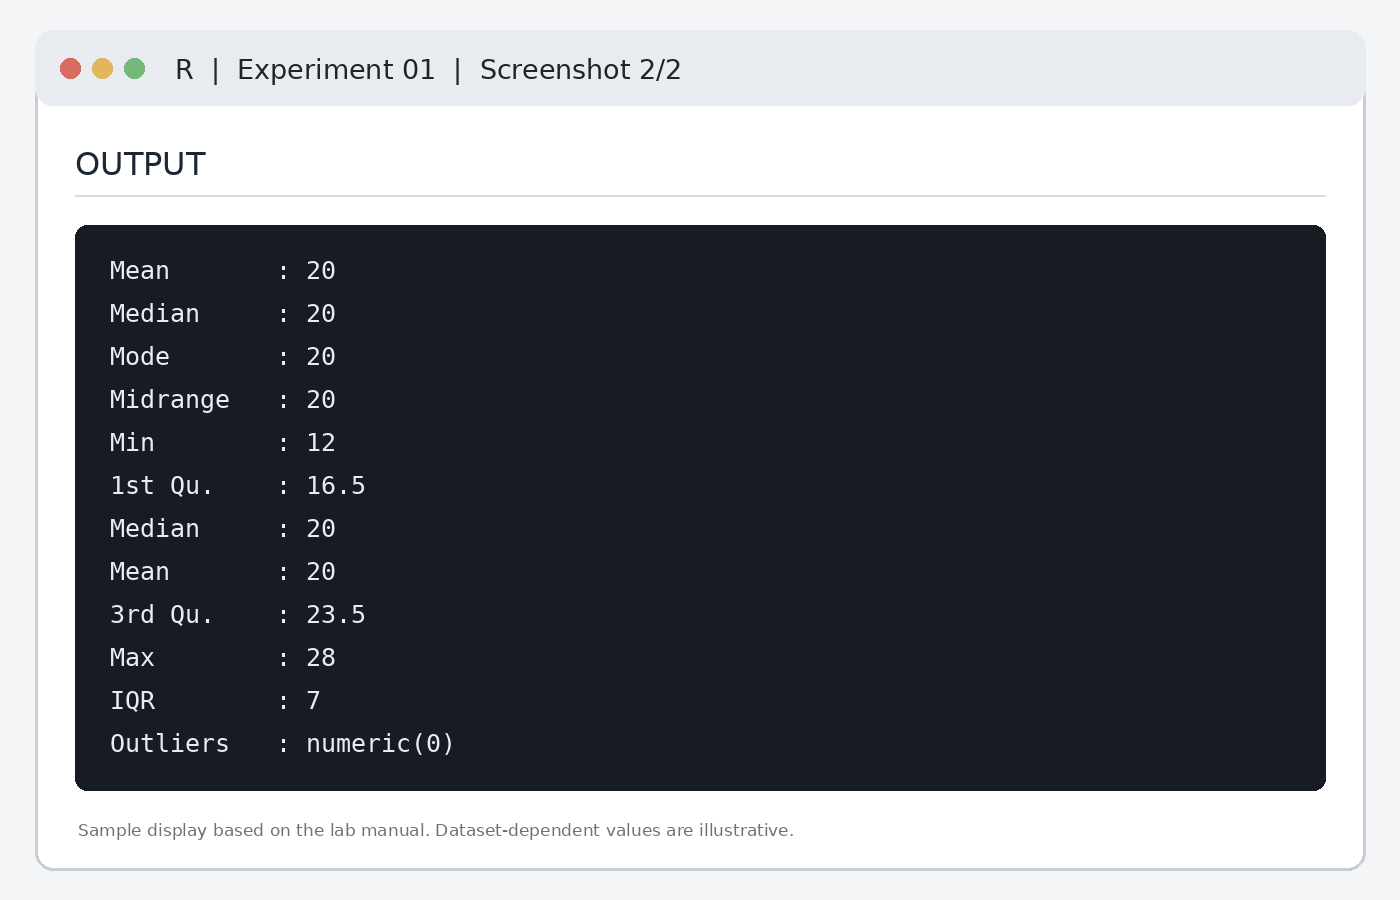 R | Experiment 01 | Screenshot 2/2
OUTPUT
Mean : 20
Median : 20
Mode : 20
Midrange : 20
Min : 12
1st Qu. : 16.5
Median : 20
Mean : 20
3rd Qu. : 23.5
Max : 28
IQR : 7
Outliers : numeric(0)
Sample display based on the lab manual. Dataset-dependent values are illustrative.